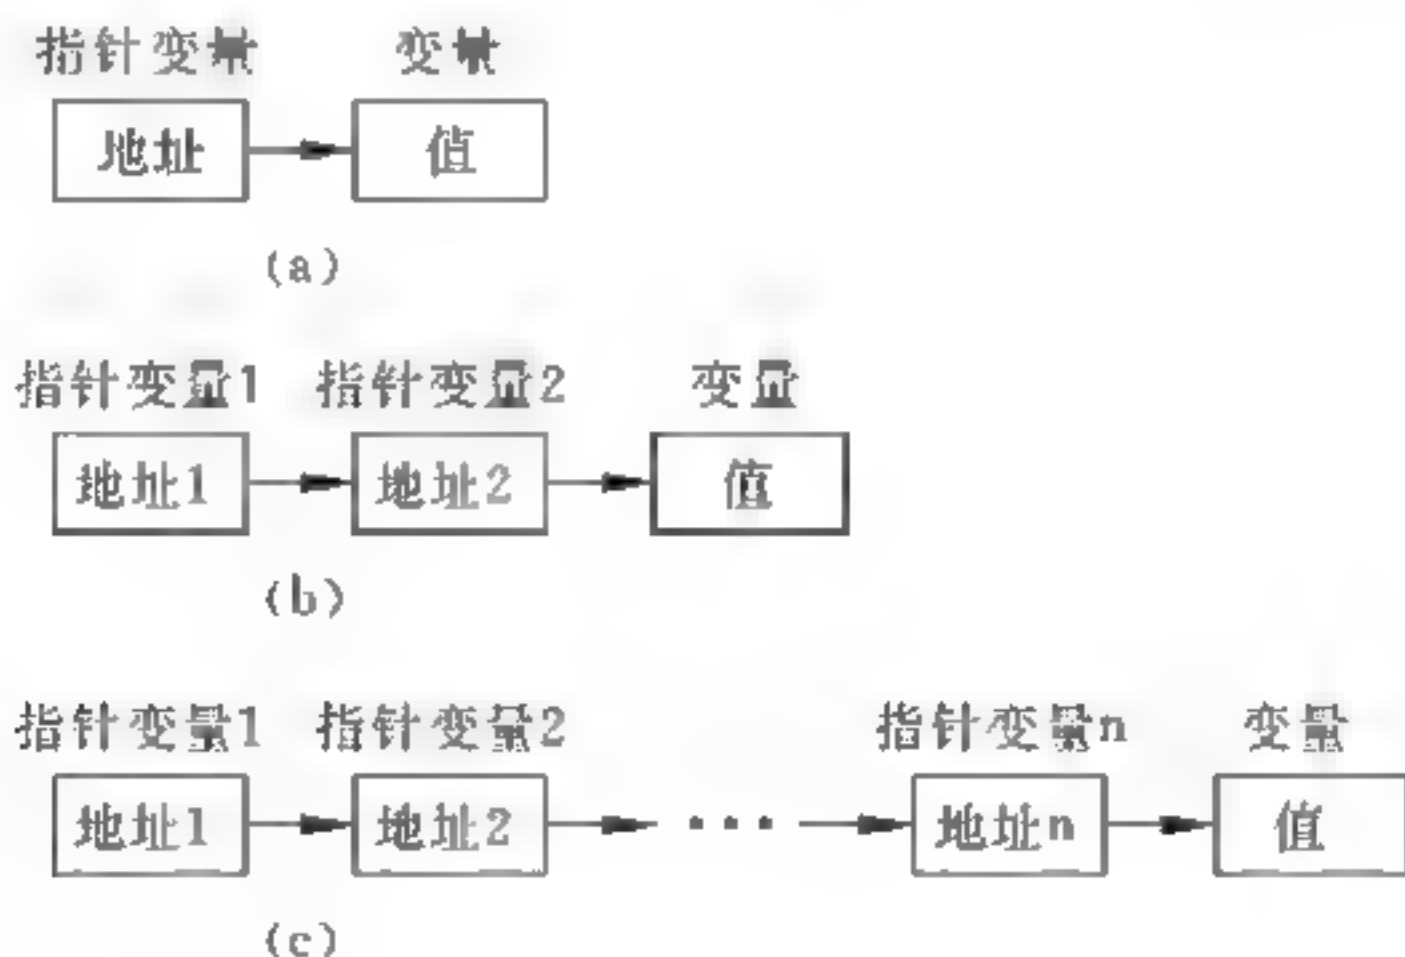 指针变量 变量
地址 值
(a)
指针变量1 指针变量2 变量
地址1 地址2 值
(b)
指针变量1 指针变量2 指针变量n 变量
地址1 地址2 ... 地址n 值
(c)